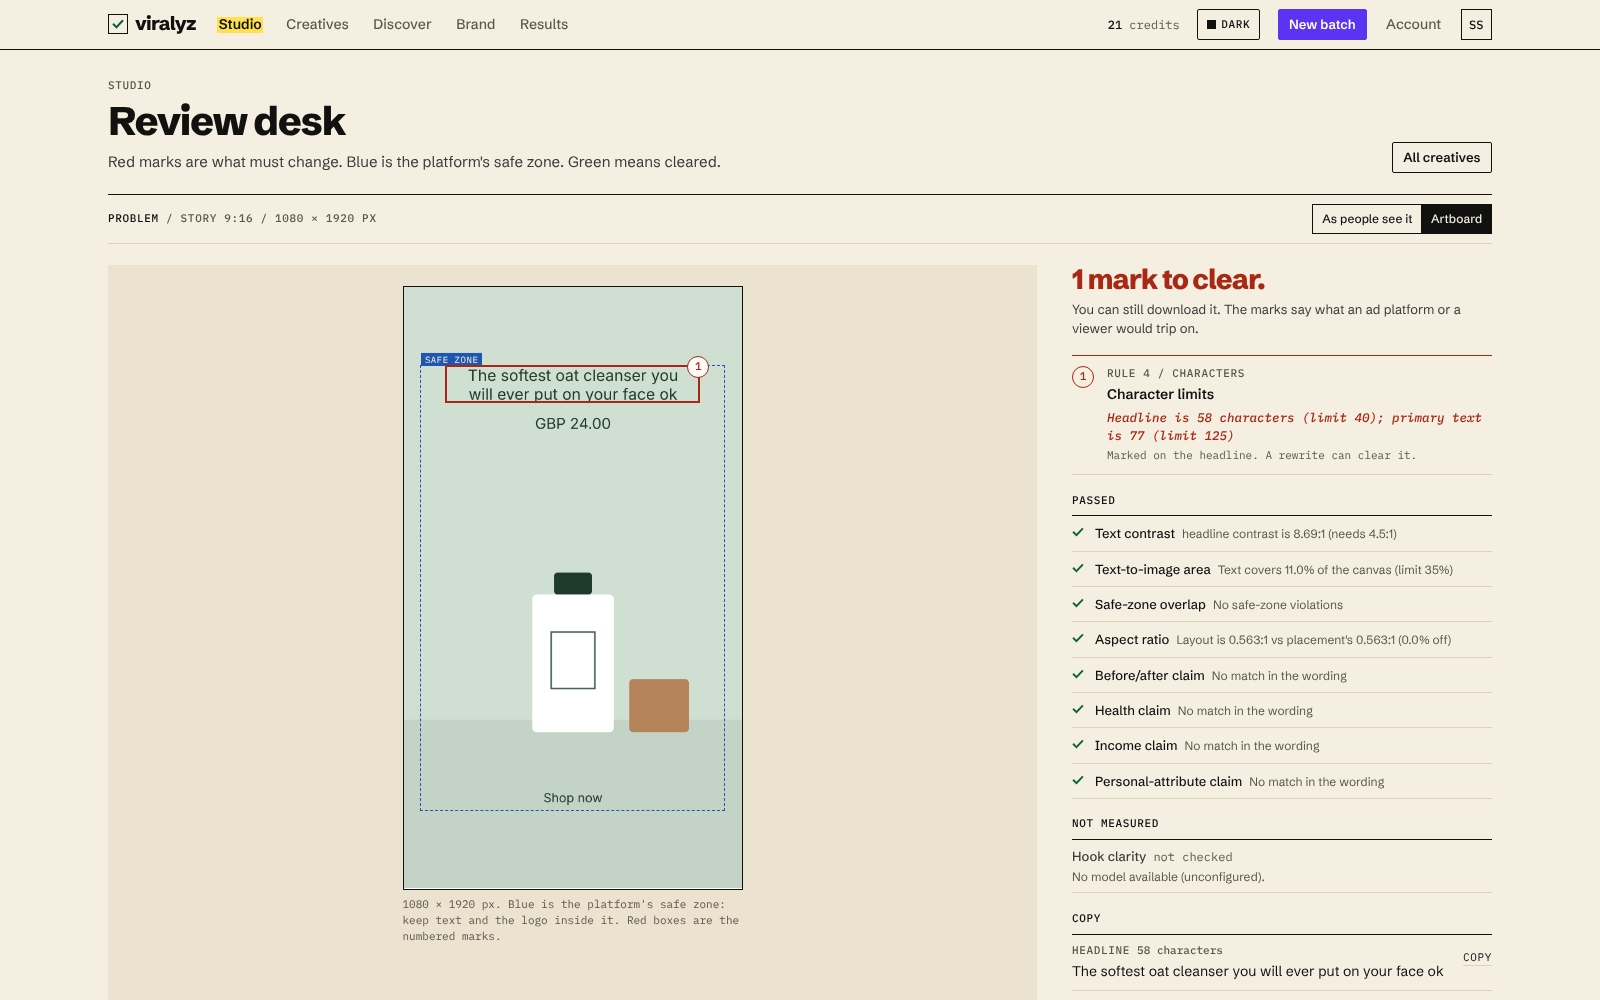 viralyz Studio Creatives Discover Brand Results 21 credits DARK New batch Account SS
STUDIO
Review desk
Red marks are what must change. Blue is the platform's safe zone. Green means cleared.
All creatives
PROBLEM / STORY 9:16 / 1080 × 1920 PX
As people see it Artboard
SAFE ZONE
1
The softest oat cleanser you
will ever put on your face ok
GBP 24.00
Shop now
1080 × 1920 px. Blue is the platform's safe zone:
keep text and the logo inside it. Red boxes are the
numbered marks.
1 mark to clear.
You can still download it. The marks say what an ad platform or a
viewer would trip on.
1 RULE 4 / CHARACTERS
Character limits
Headline is 58 characters (limit 40); primary text
is 77 (limit 125)
Marked on the headline. A rewrite can clear it.
PASSED
Text contrast headline contrast is 8.69:1 (needs 4.5:1)
Text-to-image area Text covers 11.0% of the canvas (limit 35%)
Safe-zone overlap No safe-zone violations
Aspect ratio Layout is 0.563:1 vs placement's 0.563:1 (0.0% off)
Before/after claim No match in the wording
Health claim No match in the wording
Income claim No match in the wording
Personal-attribute claim No match in the wording
NOT MEASURED
Hook clarity not checked
No model available (unconfigured).
COPY
HEADLINE 58 characters
The softest oat cleanser you will ever put on your face ok
COPY